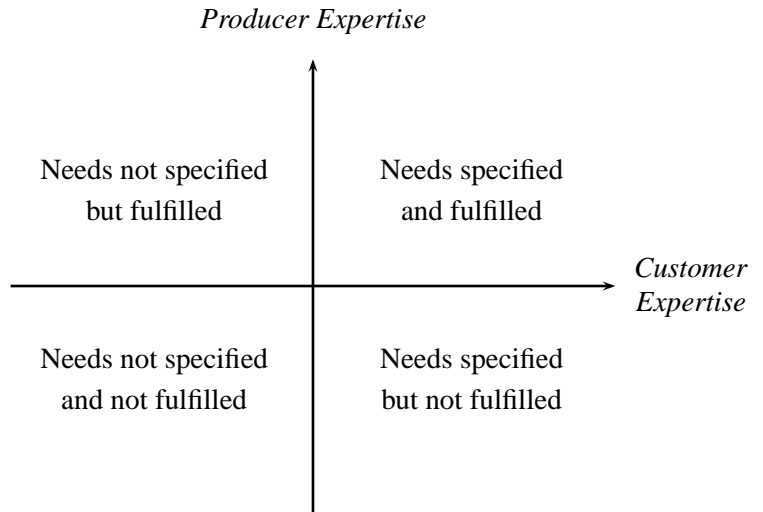 Producer Expertise
Needs not specified
but fulfilled
Needs specified
and fulfilled
Customer
Expertise
Needs not specified
and not fulfilled
Needs specified
but not fulfilled